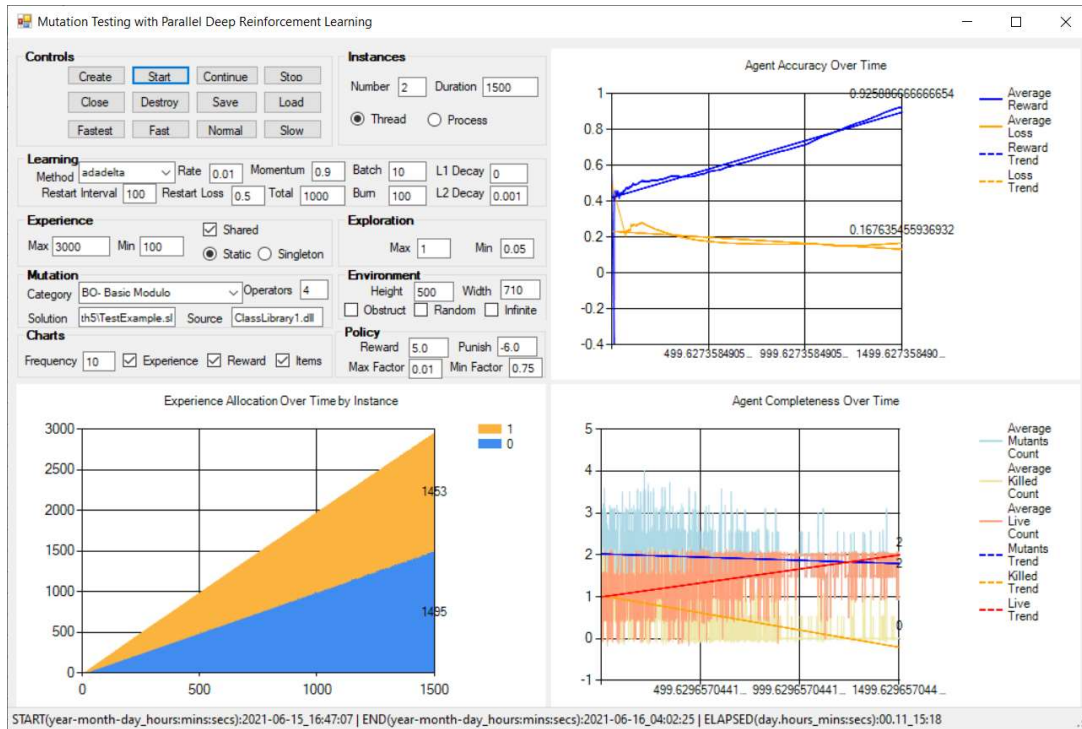 Mutation Testing with Parallel Deep Reinforcement Learning
Controls
Create Start Continue Stop
Close Destroy Save Load
Fastest Fast Normal Slow
Instances
Number 2 Duration 1500
Thread Process
Learning
Method adadelta Rate 0.01 Momentum 0.9 Batch 10 L1 Decay 0
Restart Interval 100 Restart Loss 0.5 Total 1000 Burn 100 L2 Decay 0.001
Experience
Shared
Max 3000 Min 100
Static Singleton
Exploration
Max 1 Min 0.05
Mutation
Category BO- Basic Modulo Operators 4
Solution th5\TestExample.sl Source ClassLibrary1.dll
Environment
Height 500 Width 710
Obstruct Random Infinite
Charts
Frequency 10 Experience Reward Items
Policy
Reward 5.0 Punish -6.0
Max Factor 0.01 Min Factor 0.75
Agent Accuracy Over Time
1
0.8
0.6
0.4
0.2
0
-0.2
-0.4
0.925886666666654
0.167635455936932
499.6273584905... 999.6273584905... 1499.627358490...
Average
Reward
Average
Loss
Reward
Trend
Loss
Trend
Experience Allocation Over Time by Instance
3000
2500
2000
1500
1000
500
0
0 500 1000 1500
1453
1495
1
0
Agent Completeness Over Time
5
4
3
2
1
0
-1
2
2
0
499.6296570441... 999.6296570441... 1499.629657044...
Average
Mutants
Count
Average
Killed
Count
Average
Live
Count
Mutants
Trend
Killed
Trend
Live
Trend
START(year-month-day_hours:mins:secs):2021-06-15_16:47:07 | END(year-month-day_hours:mins:secs):2021-06-16_04:02:25 | ELAPSED(day.hours_mins:secs):00.11_15:18